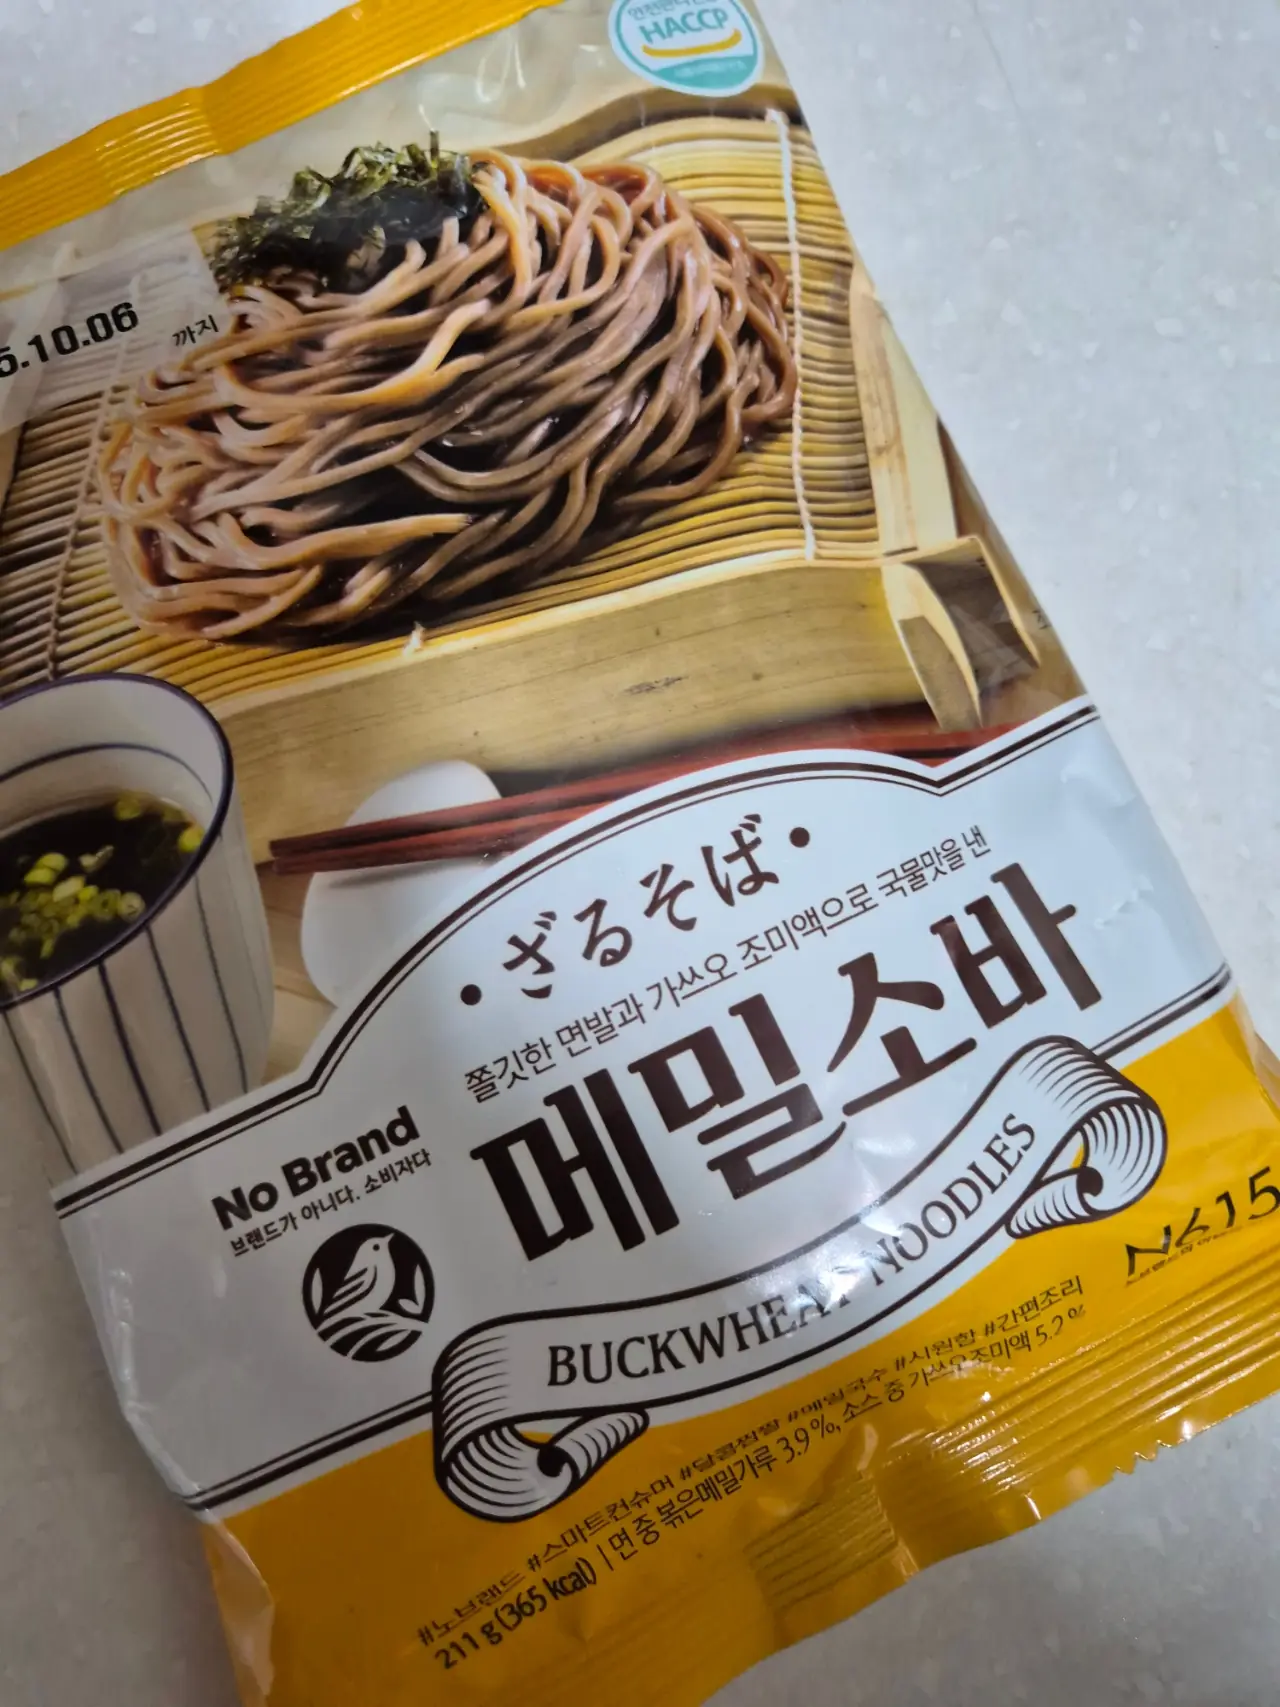 HACCP
5.10.06 까지
ざるそば
쫄깃한 면발과 가쓰오 조미액으로 국물맛을 낸
메밀소바
No Brand
브랜드가 아니다. 소비자다
BUCKWHEAT NOODLES
No15
#노브랜드 #스마트컨슈머 #달콤찜짤 #메밀국수 #시원함 #간편조리
211 g (365 kcal) | 면 중 볶은메밀가루 3.9 %, 소스 중 가쓰오조미액 5.2 %